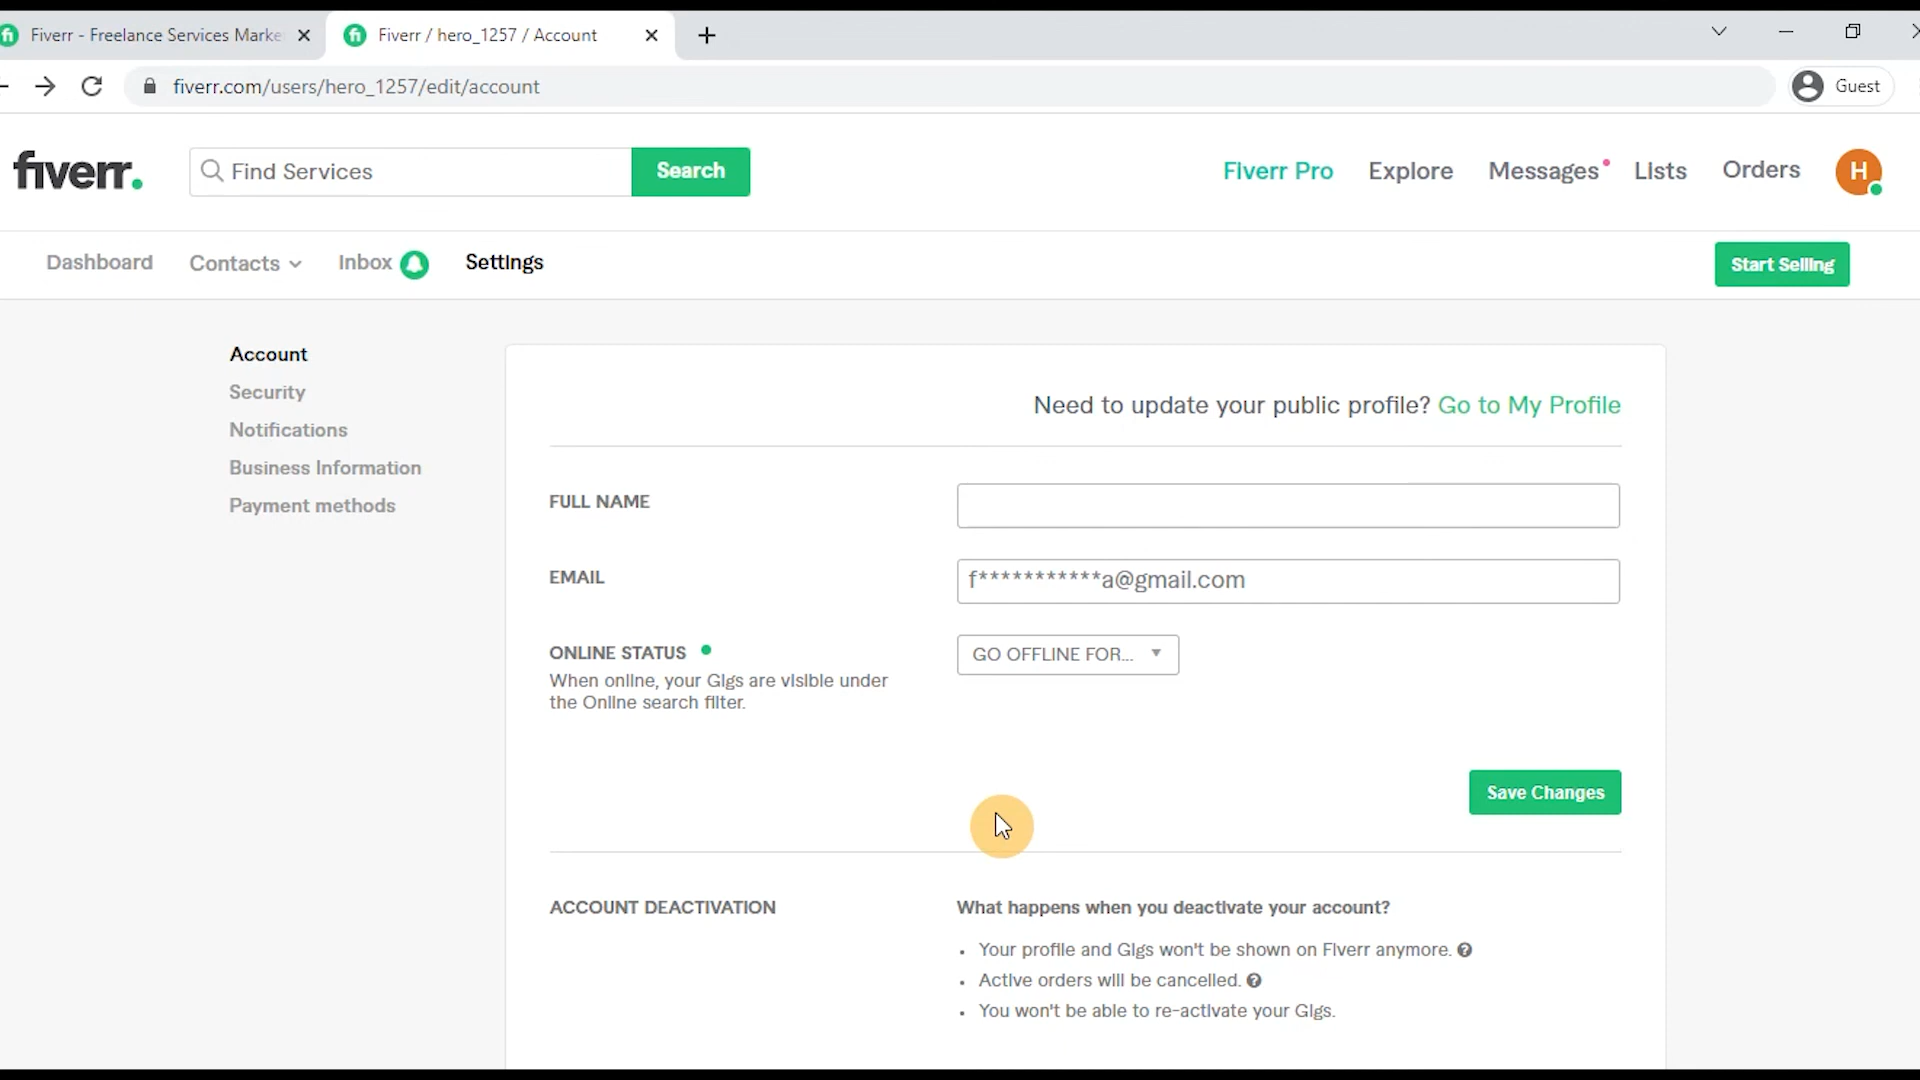 Fiverr - Freelance Services Marke
Fiverr / hero_1257 / Account
fiverr.com/users/hero_1257/edit/account
Guest
fiverr.
Find Services
Search
Fiverr Pro
Explore
Messages
Lists
Orders
H
Dashboard
Contacts
Inbox
Settings
Start Selling
Account
Security
Notifications
Business Information
Payment methods
Need to update your public profile? Go to My Profile
FULL NAME
EMAIL
f***********a@gmail.com
ONLINE STATUS
GO OFFLINE FOR...
When online, your Gigs are visible under
the Online search filter.
Save Changes
ACCOUNT DEACTIVATION
What happens when you deactivate your account?
• Your profile and Gigs won't be shown on Fiverr anymore.
• Active orders will be cancelled.
• You won't be able to re-activate your Gigs.